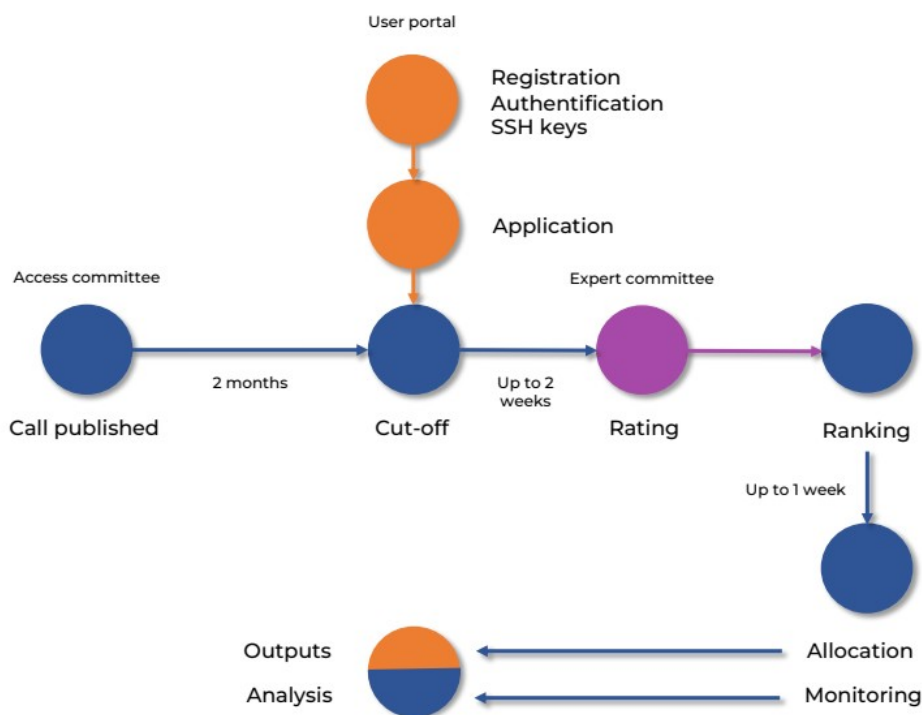 User portal
Registration
Authentification
SSH keys
Application
Access committee
Expert committee
2 months
Up to 2
weeks
Call published
Cut-off
Rating
Ranking
Up to 1 week
Outputs
Allocation
Analysis
Monitoring